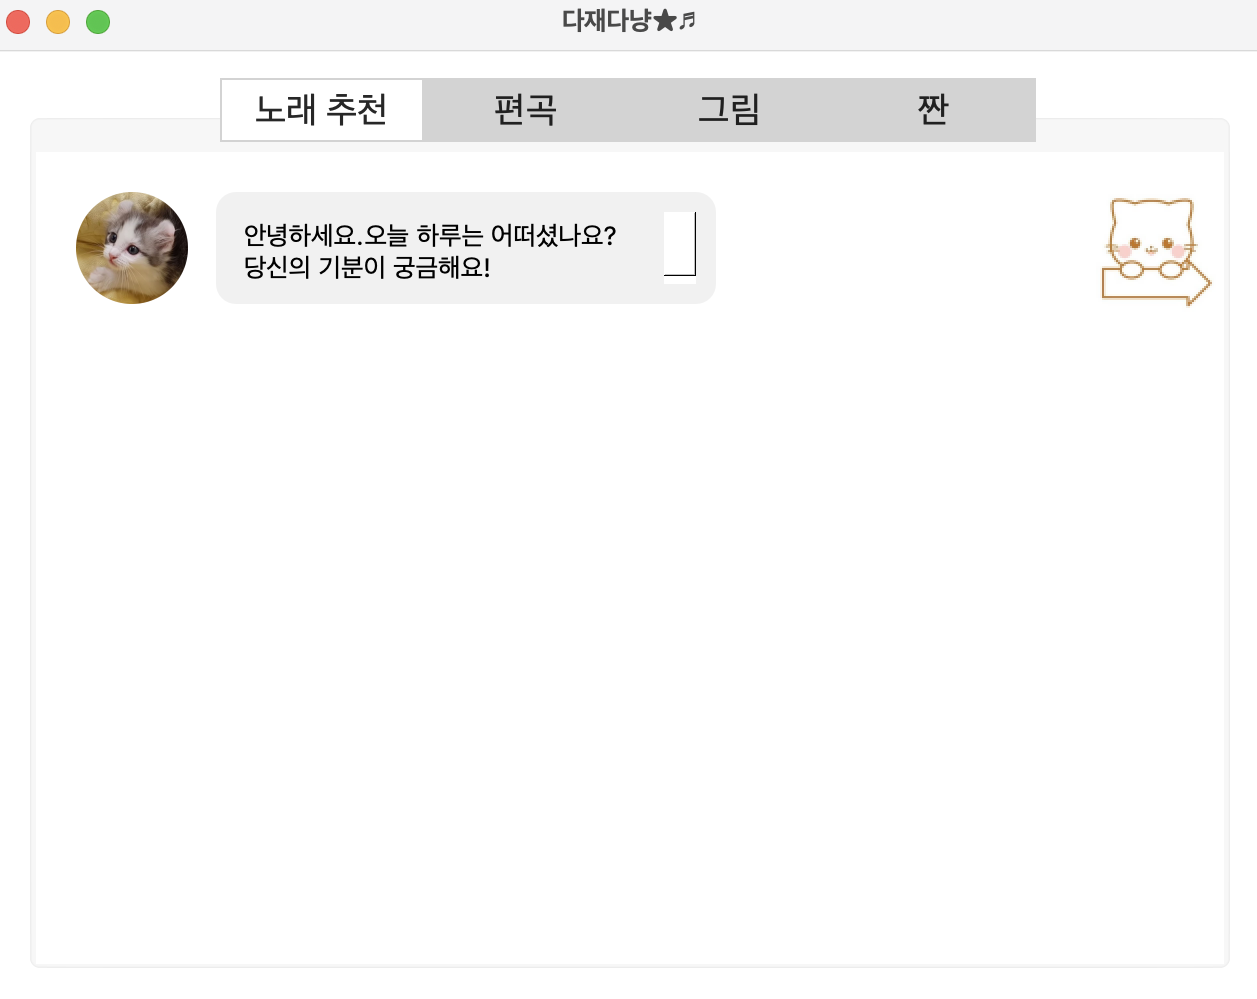 다재다냥★♬
노래 추천
편곡
그림
짠
안녕하세요.오늘 하루는 어떠셨나요?
당신의 기분이 궁금해요!